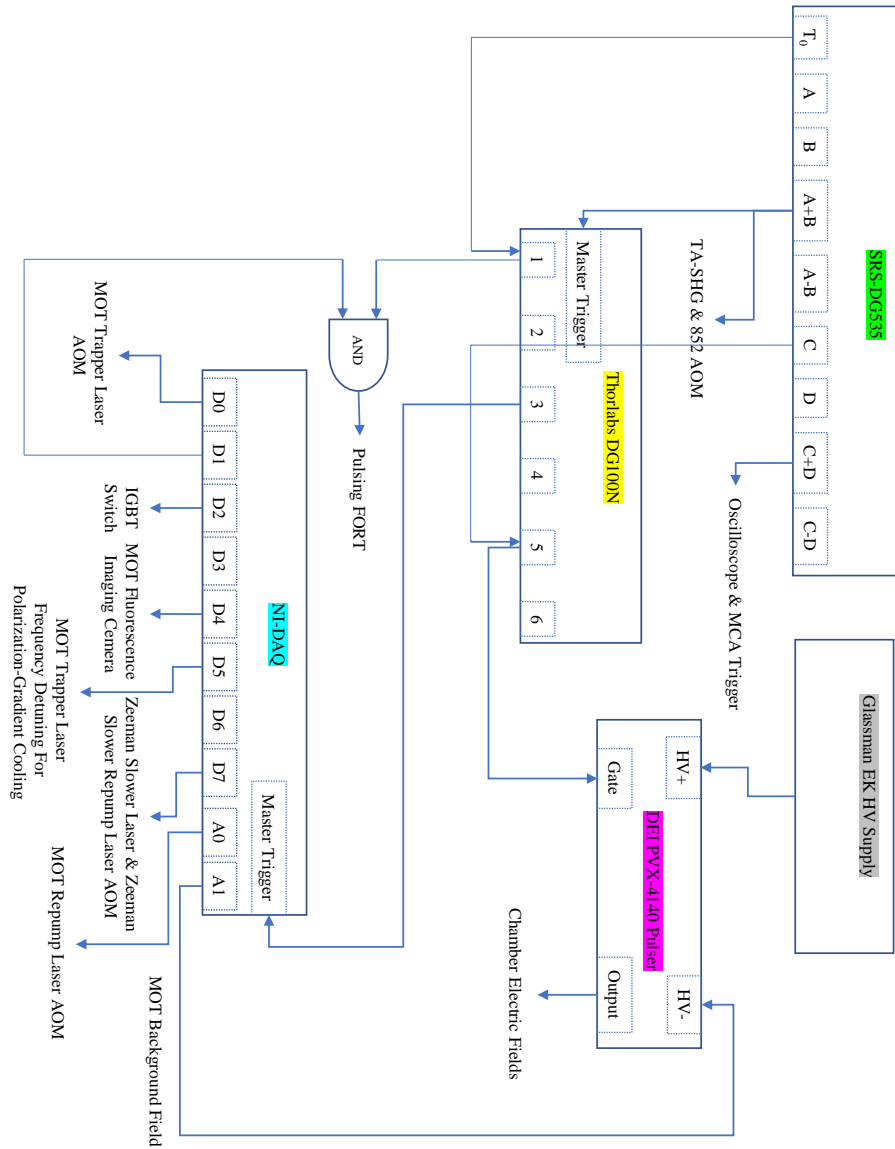 SRS-DG535
T0
A
B
A+B
A-B
C
D
C+D
C-D
Glassman EK HV Supply
TA-SHG & 852 AOM
Oscilloscope & MCA Trigger
Thorlabs DG100N
Master Trigger
1
2
3
4
5
6
HV+
HV-
DEI PVX-4140 Pulser
Gate
Output
Chamber Electric Fields
AND
Pulsing FORT
NI-DAQ
Master Trigger
D0
D1
D2
D3
D4
D5
D6
D7
A0
A1
MOT Trapper Laser
AOM
IGBT
Switch
MOT Fluorescence
Imaging Cemera
MOT Trapper Laser
Frequency Detuning For
Polarization-Gradient Cooling
Zeeman Slower Laser & Zeeman
Slower Repump Laser AOM
MOT Repump Laser AOM
MOT Background Field